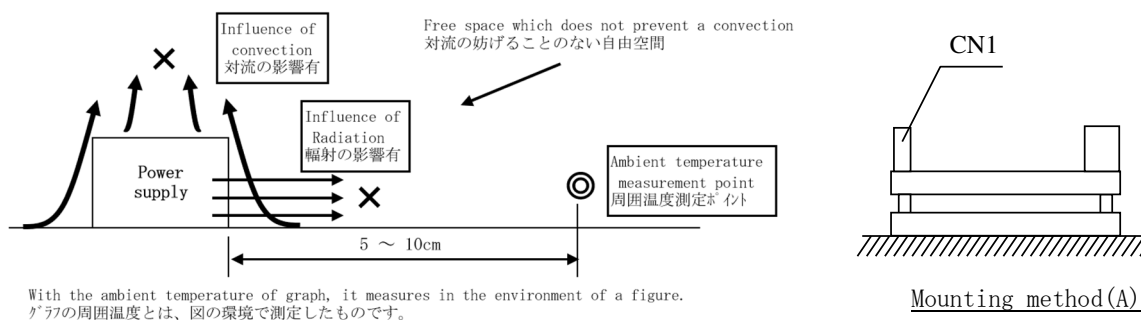 Influence of
convection
対流の影響有
Free space which does not prevent a convection
対流の妨げることのない自由空間
CN1
Influence of
Radiation
輻射の影響有
Power
supply
Ambient temperature
measurement point
周囲温度測定ﾎﾟｲﾝﾄ
5 ～ 10cm
With the ambient temperature of graph, it measures in the environment of a figure.
ｸﾞﾗﾌの周囲温度とは、図の環境で測定したものです。
Mounting method(A)